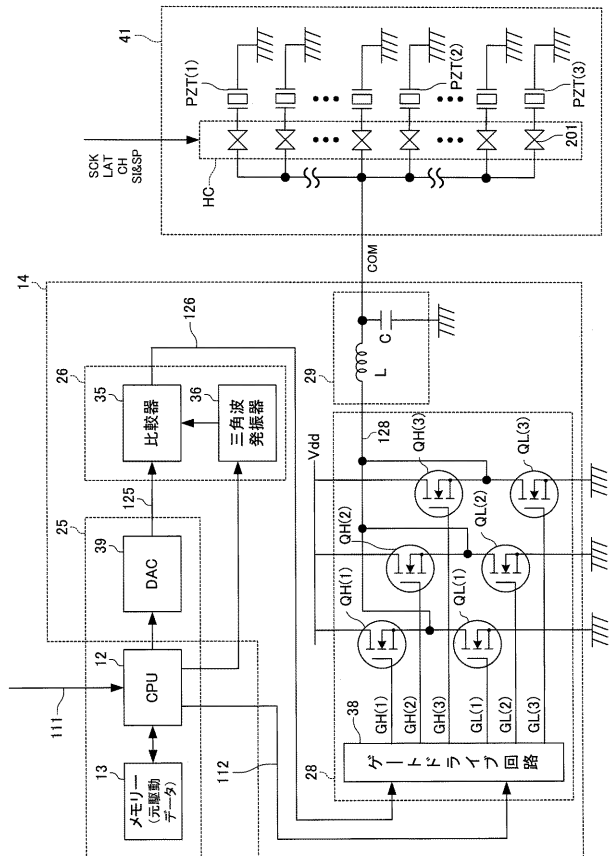 41
PZT(1)
PZT(2)
PZT(3)
201
HC
SCK
LAT
CH
SI&SP
COM
14
126
26
35
比較器
36
三角波
発振器
125
25
39
DAC
12
CPU
111
13
メモリー
(元駆動
データ)
112
29
L
C
128
Vdd
QH(1)
QH(2)
QH(3)
QL(1)
QL(2)
QL(3)
GH(1)
GH(2)
GH(3)
GL(1)
GL(2)
GL(3)
38
ゲートドライブ回路
28